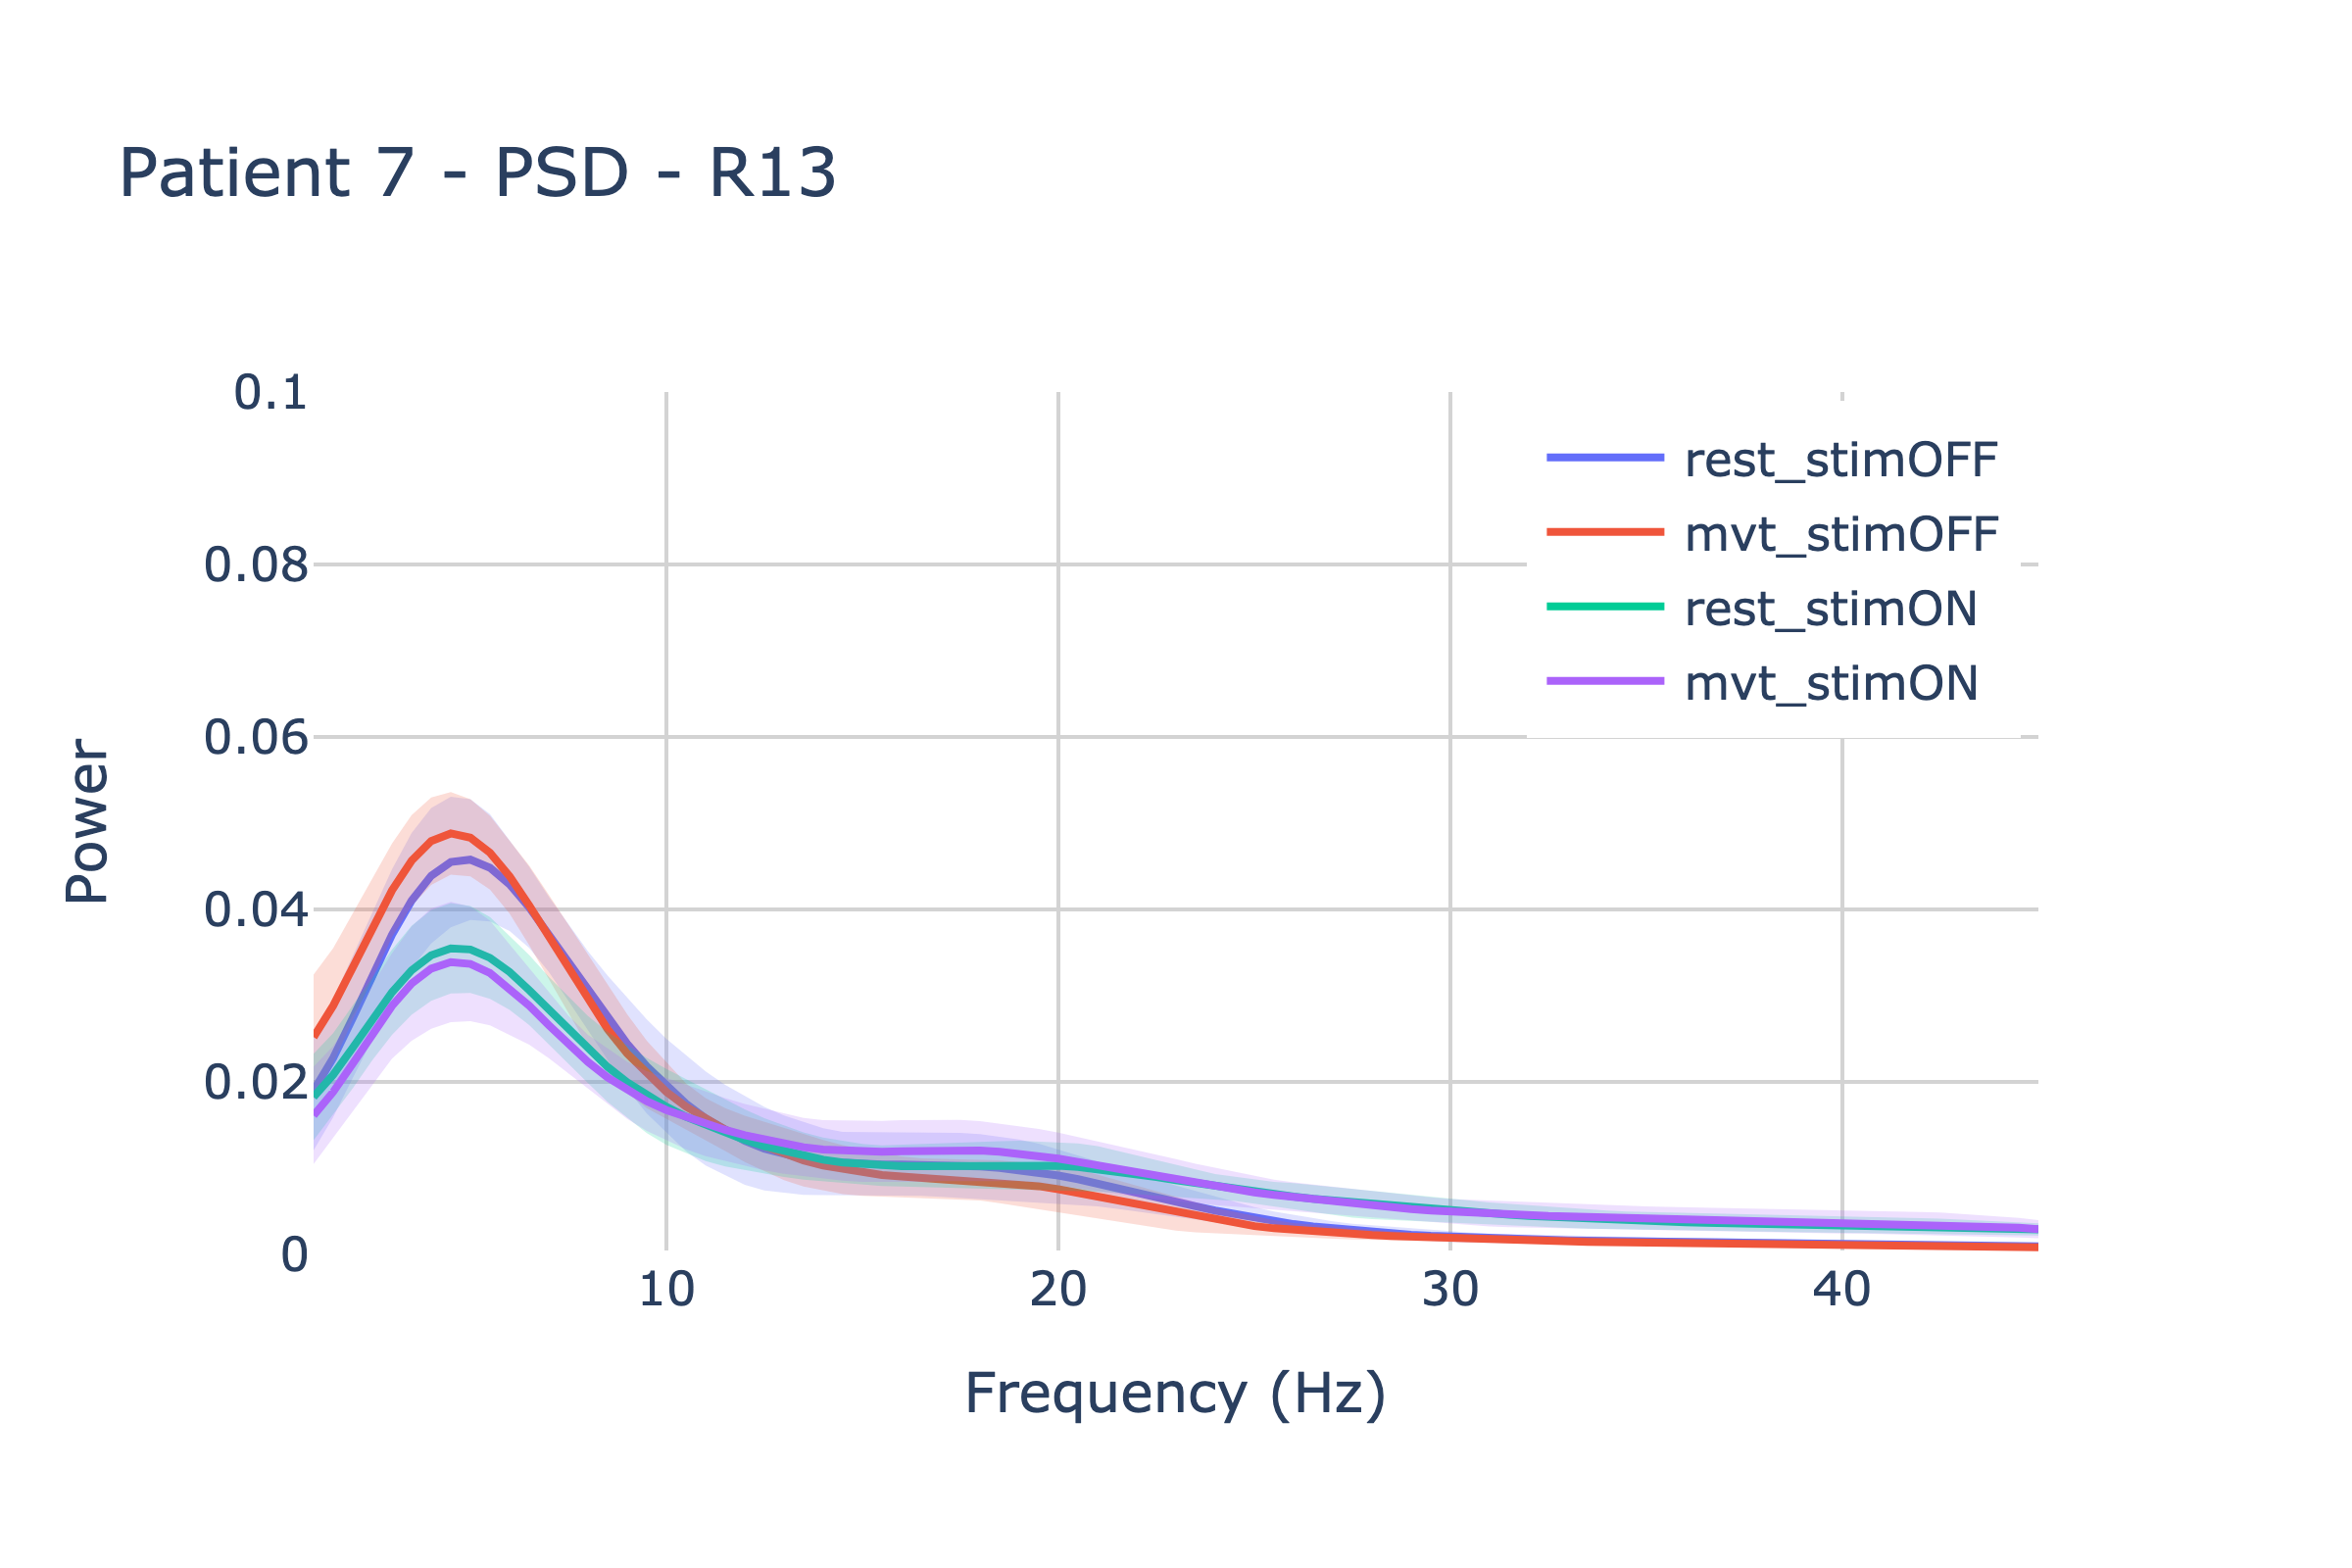 Patient 7 - PSD - R13
0.1
0.08
0.06
0.04
0.02
0
Power
10 20 30 40
Frequency (Hz)
rest_stimOFF
mvt_stimOFF
rest_stimON
mvt_stimON